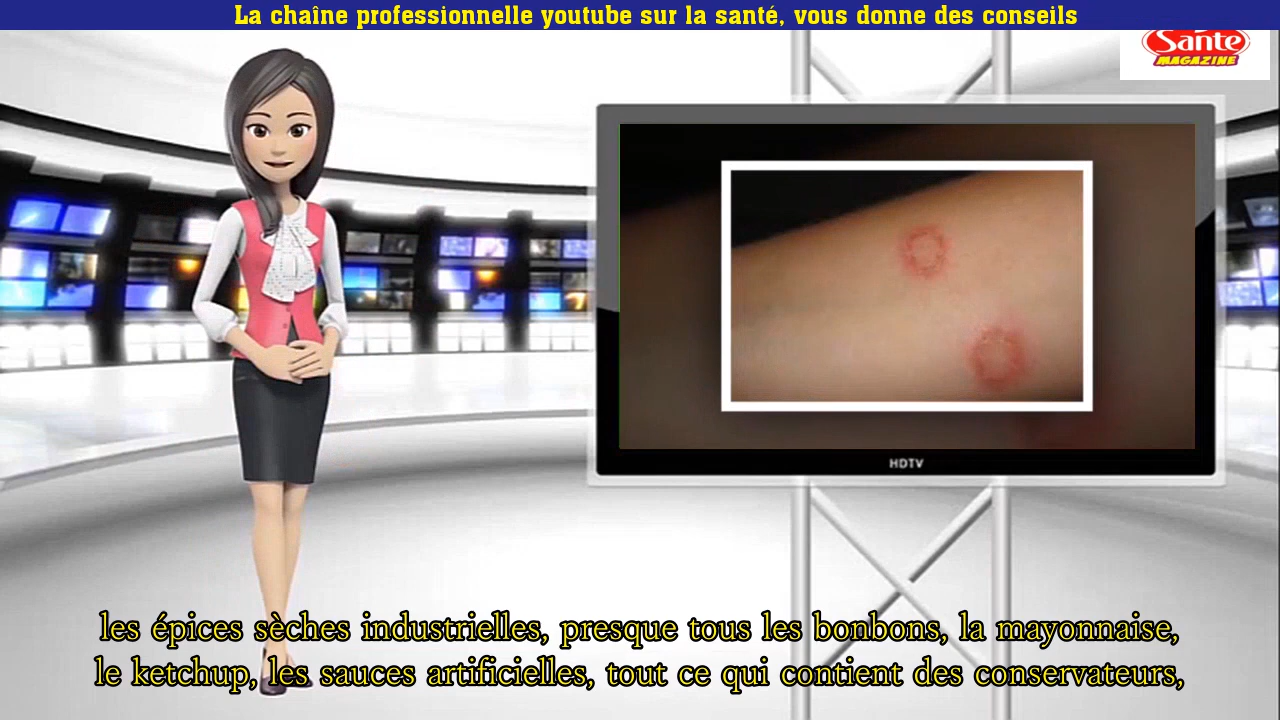 La chaîne professionnelle youtube sur la santé, vous donne des conseils
Santé
MAGAZINE
HDTV
les épices sèches industrielles, presque tous les bonbons, la mayonnaise,
le ketchup, les sauces artificielles, tout ce qui contient des conservateurs,